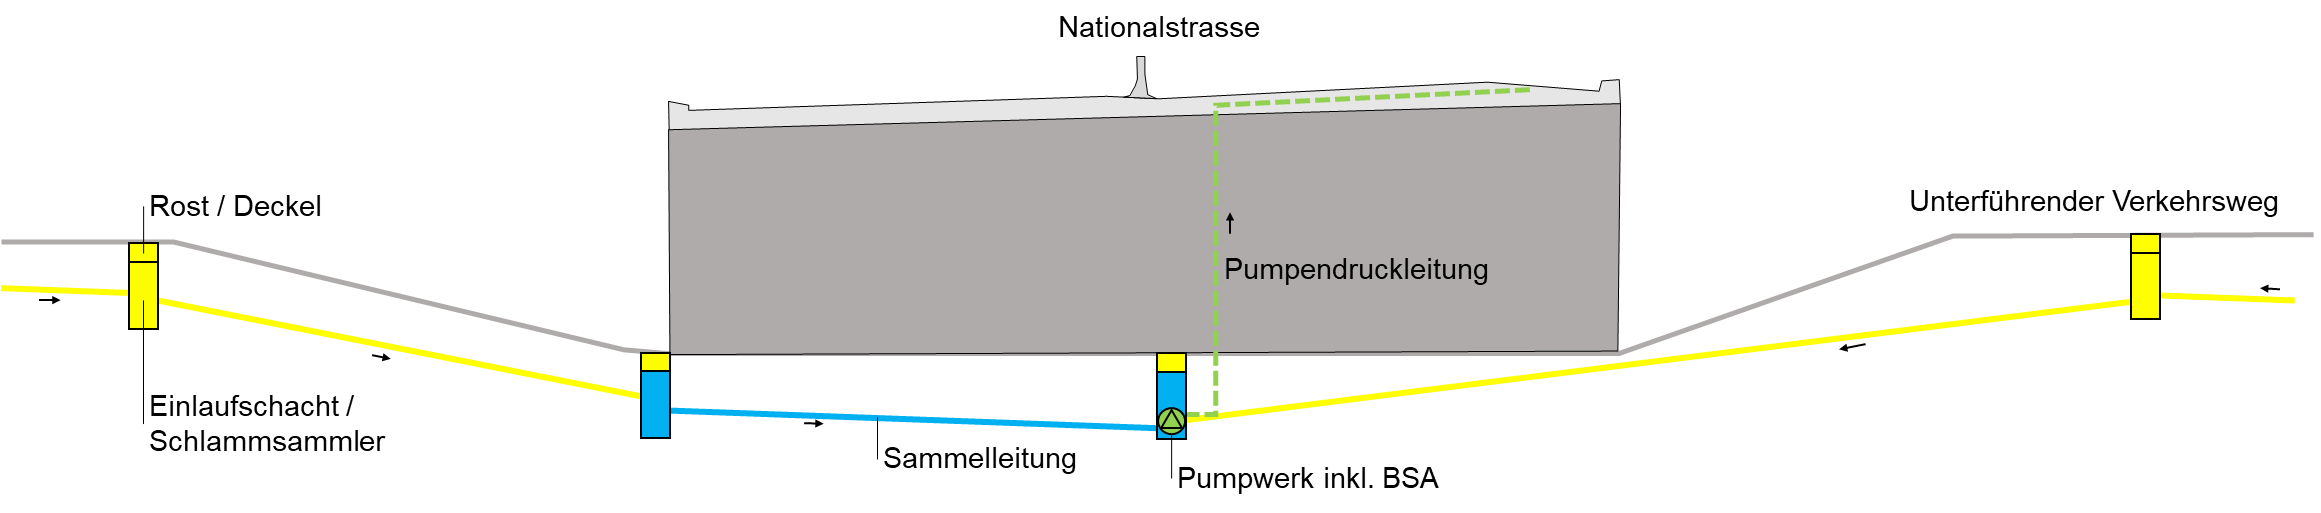 Nationalstrasse
Rost / Deckel
Unterführender Verkehrsweg
Pumpendruckleitung
Einlaufschacht /
Schlammsammler
Sammelleitung
Pumpwerk inkl. BSA